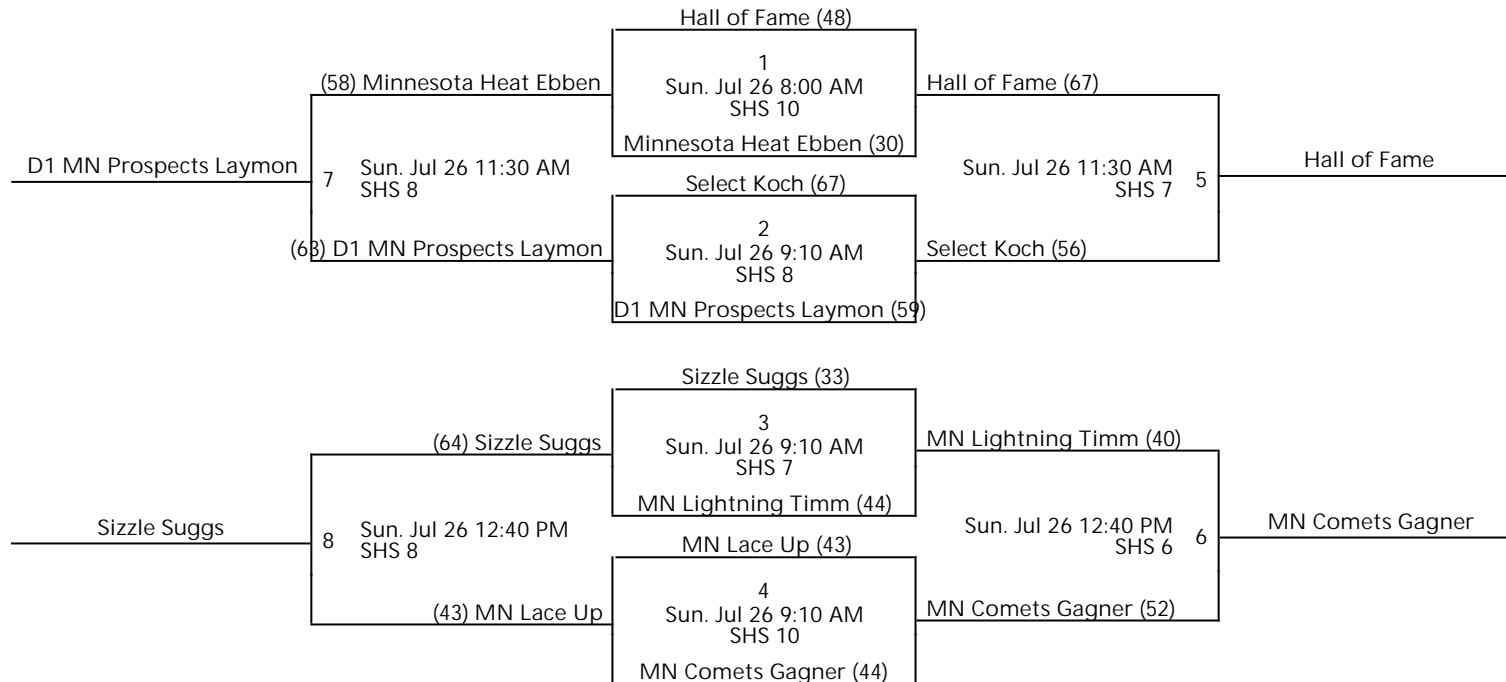 Hall of Fame (48)
(58) Minnesota Heat Ebben
1
Sun. Jul 26 8:00 AM
SHS 10
Hall of Fame (67)
Minnesota Heat Ebben (30)
D1 MN Prospects Laymon
7
Sun. Jul 26 11:30 AM
SHS 8
Sun. Jul 26 11:30 AM
SHS 7
5
Hall of Fame
Select Koch (67)
(63) D1 MN Prospects Laymon
2
Sun. Jul 26 9:10 AM
SHS 8
Select Koch (56)
D1 MN Prospects Laymon (59)
Sizzle Suggs (33)
(64) Sizzle Suggs
3
Sun. Jul 26 9:10 AM
SHS 7
MN Lightning Timm (40)
MN Lightning Timm (44)
Sizzle Suggs
8
Sun. Jul 26 12:40 PM
SHS 8
Sun. Jul 26 12:40 PM
SHS 6
6
MN Comets Gagner
MN Lace Up (43)
(43) MN Lace Up
4
Sun. Jul 26 9:10 AM
SHS 10
MN Comets Gagner (52)
MN Comets Gagner (44)